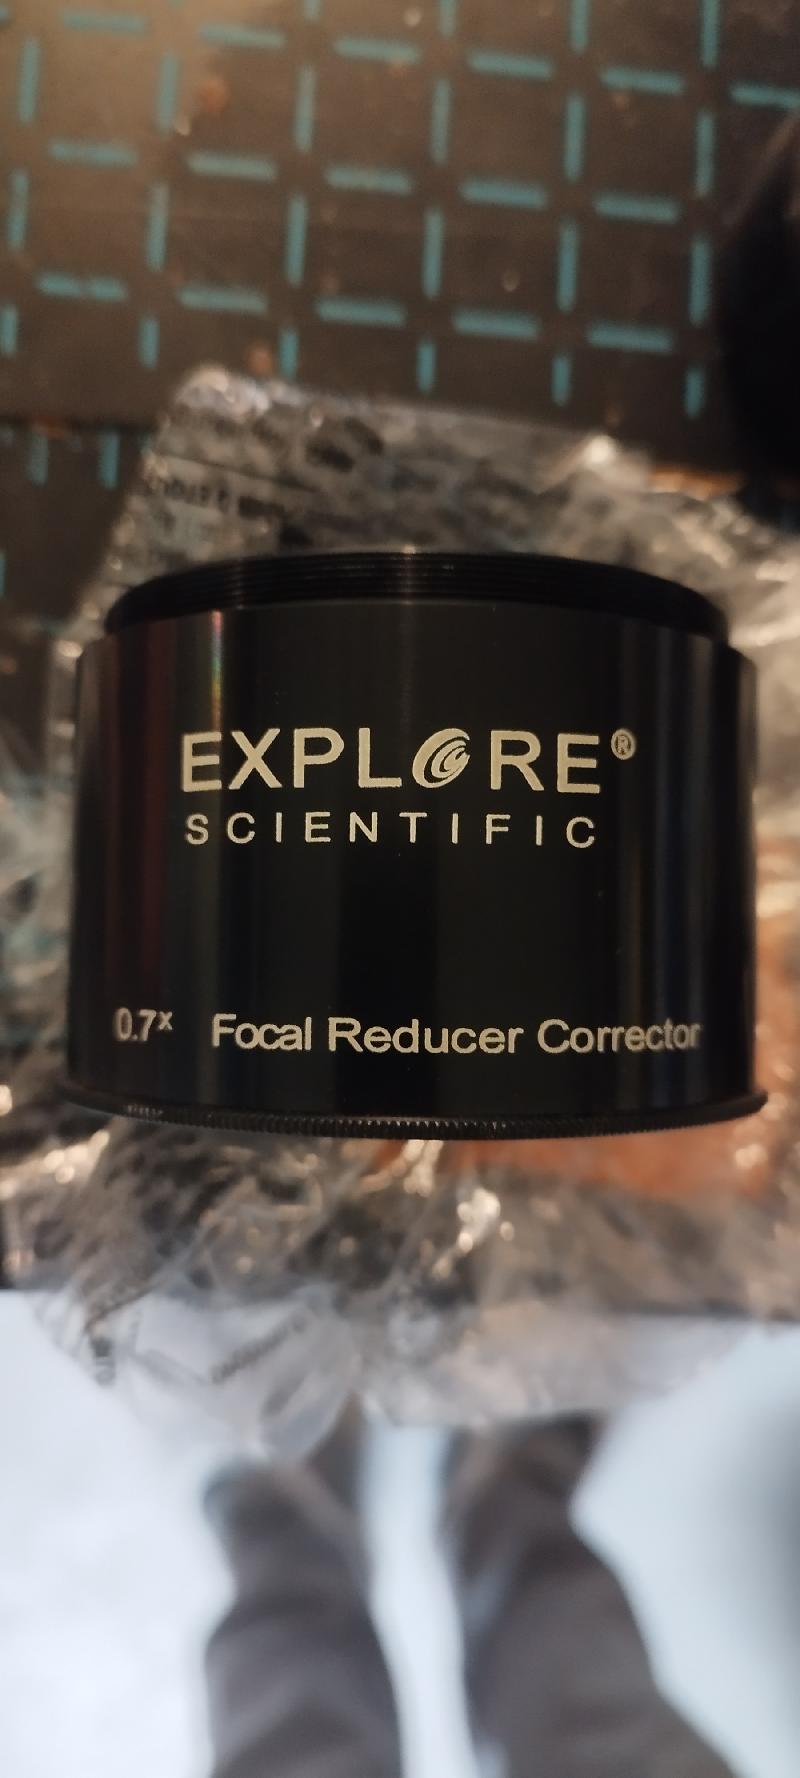 EXPLORE®
SCIENTIFIC
0.7x Focal Reducer Corrector